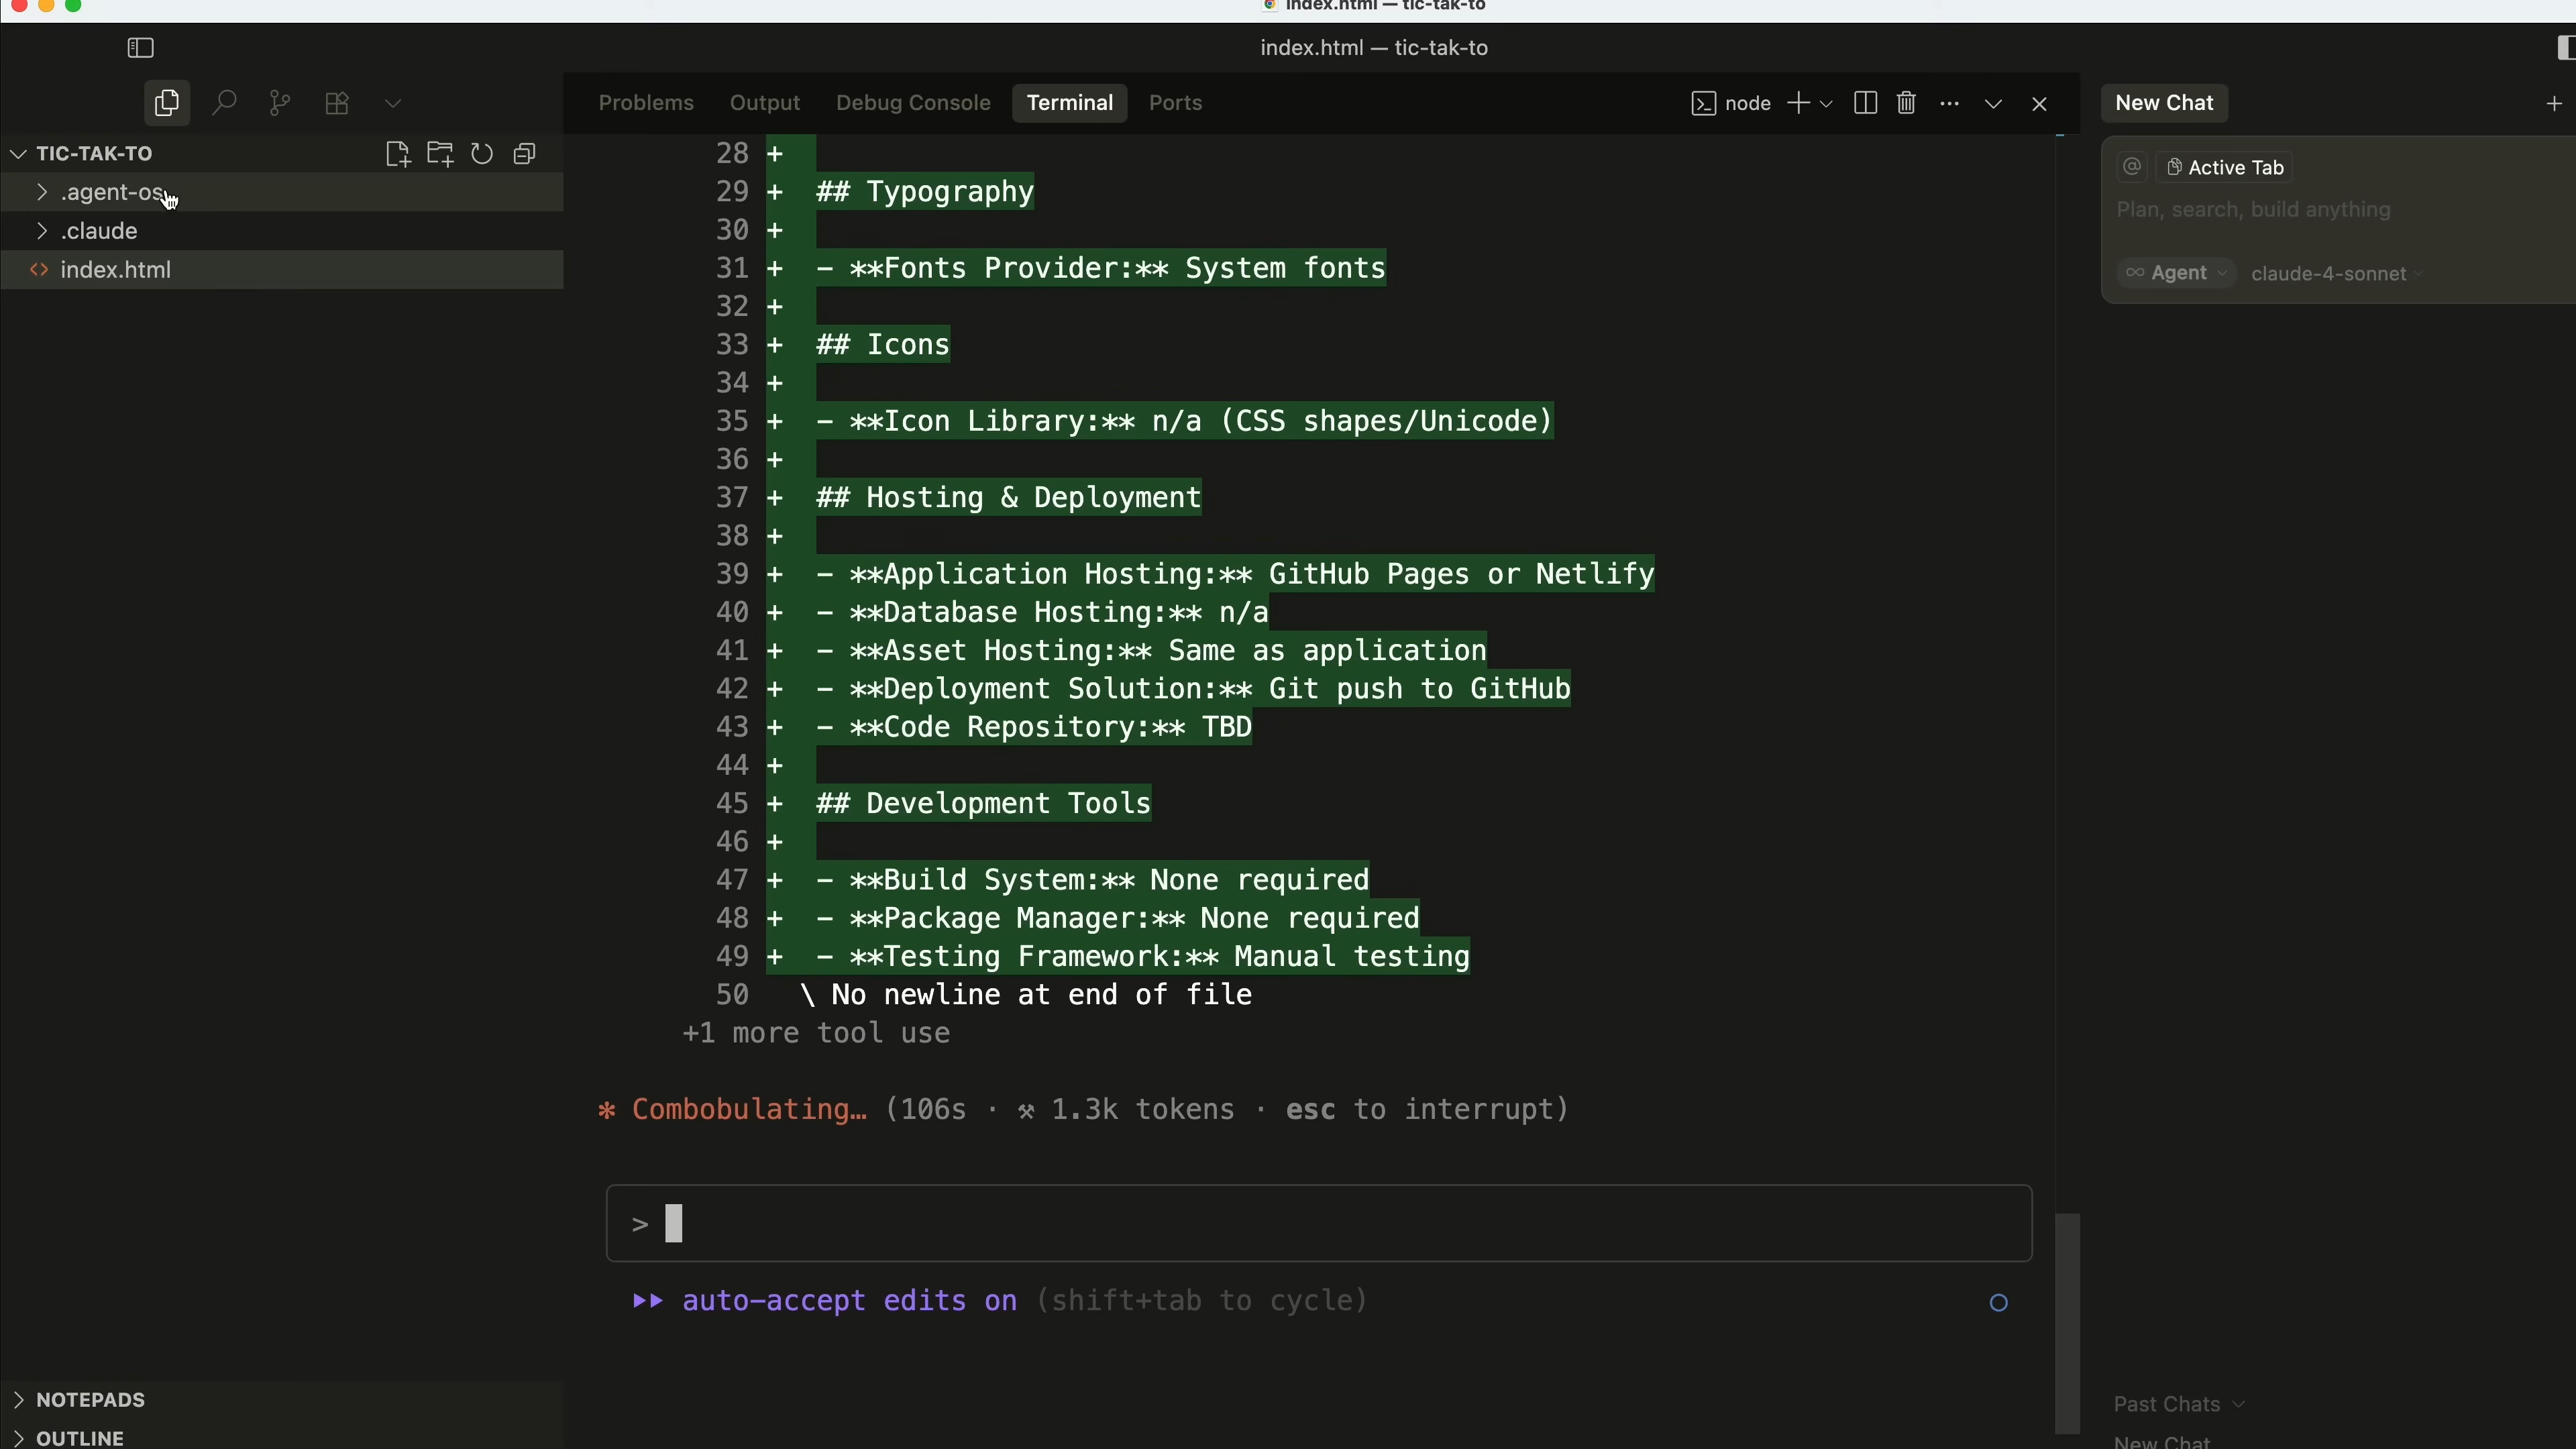 index.html — tic-tak-to
index.html — tic-tak-to
TIC-TAK-TO
.agent-os
.claude
index.html
NOTEPADS
OUTLINE
Problems Output Debug Console Terminal Ports
node
28 +
29 + ## Typography
30 +
31 + - **Fonts Provider:** System fonts
32 +
33 + ## Icons
34 +
35 + - **Icon Library:** n/a (CSS shapes/Unicode)
36 +
37 + ## Hosting & Deployment
38 +
39 + - **Application Hosting:** GitHub Pages or Netlify
40 + - **Database Hosting:** n/a
41 + - **Asset Hosting:** Same as application
42 + - **Deployment Solution:** Git push to GitHub
43 + - **Code Repository:** TBD
44 +
45 + ## Development Tools
46 +
47 + - **Build System:** None required
48 + - **Package Manager:** None required
49 + - **Testing Framework:** Manual testing
50 \ No newline at end of file
+1 more tool use
✻ Combobulating… (106s · ⚒ 1.3k tokens · esc to interrupt)
>
⏵⏵ auto-accept edits on (shift+tab to cycle)
New Chat
@ Active Tab
Plan, search, build anything
∞ Agent claude-4-sonnet
Past Chats
New Chat